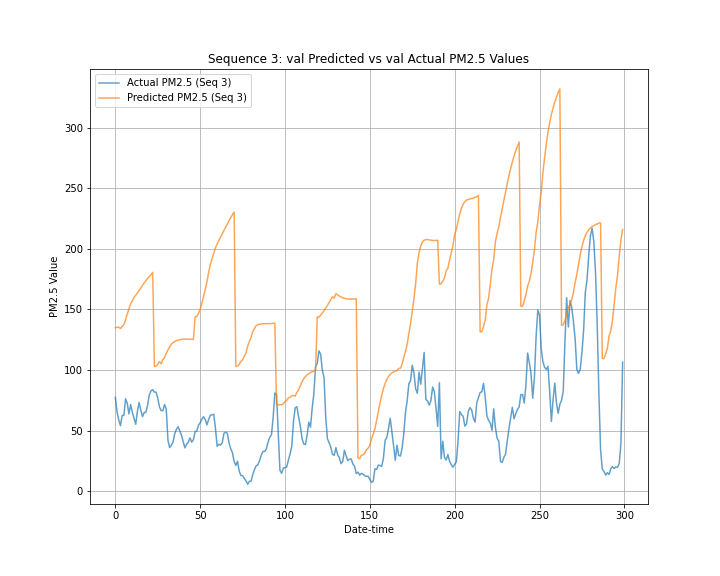 Sequence 3: val Predicted vs val Actual PM2.5 Values
Actual PM2.5 (Seq 3)
Predicted PM2.5 (Seq 3)
PM2.5 Value
300
250
200
150
100
50
0
0 50 100 150 200 250 300
Date-time